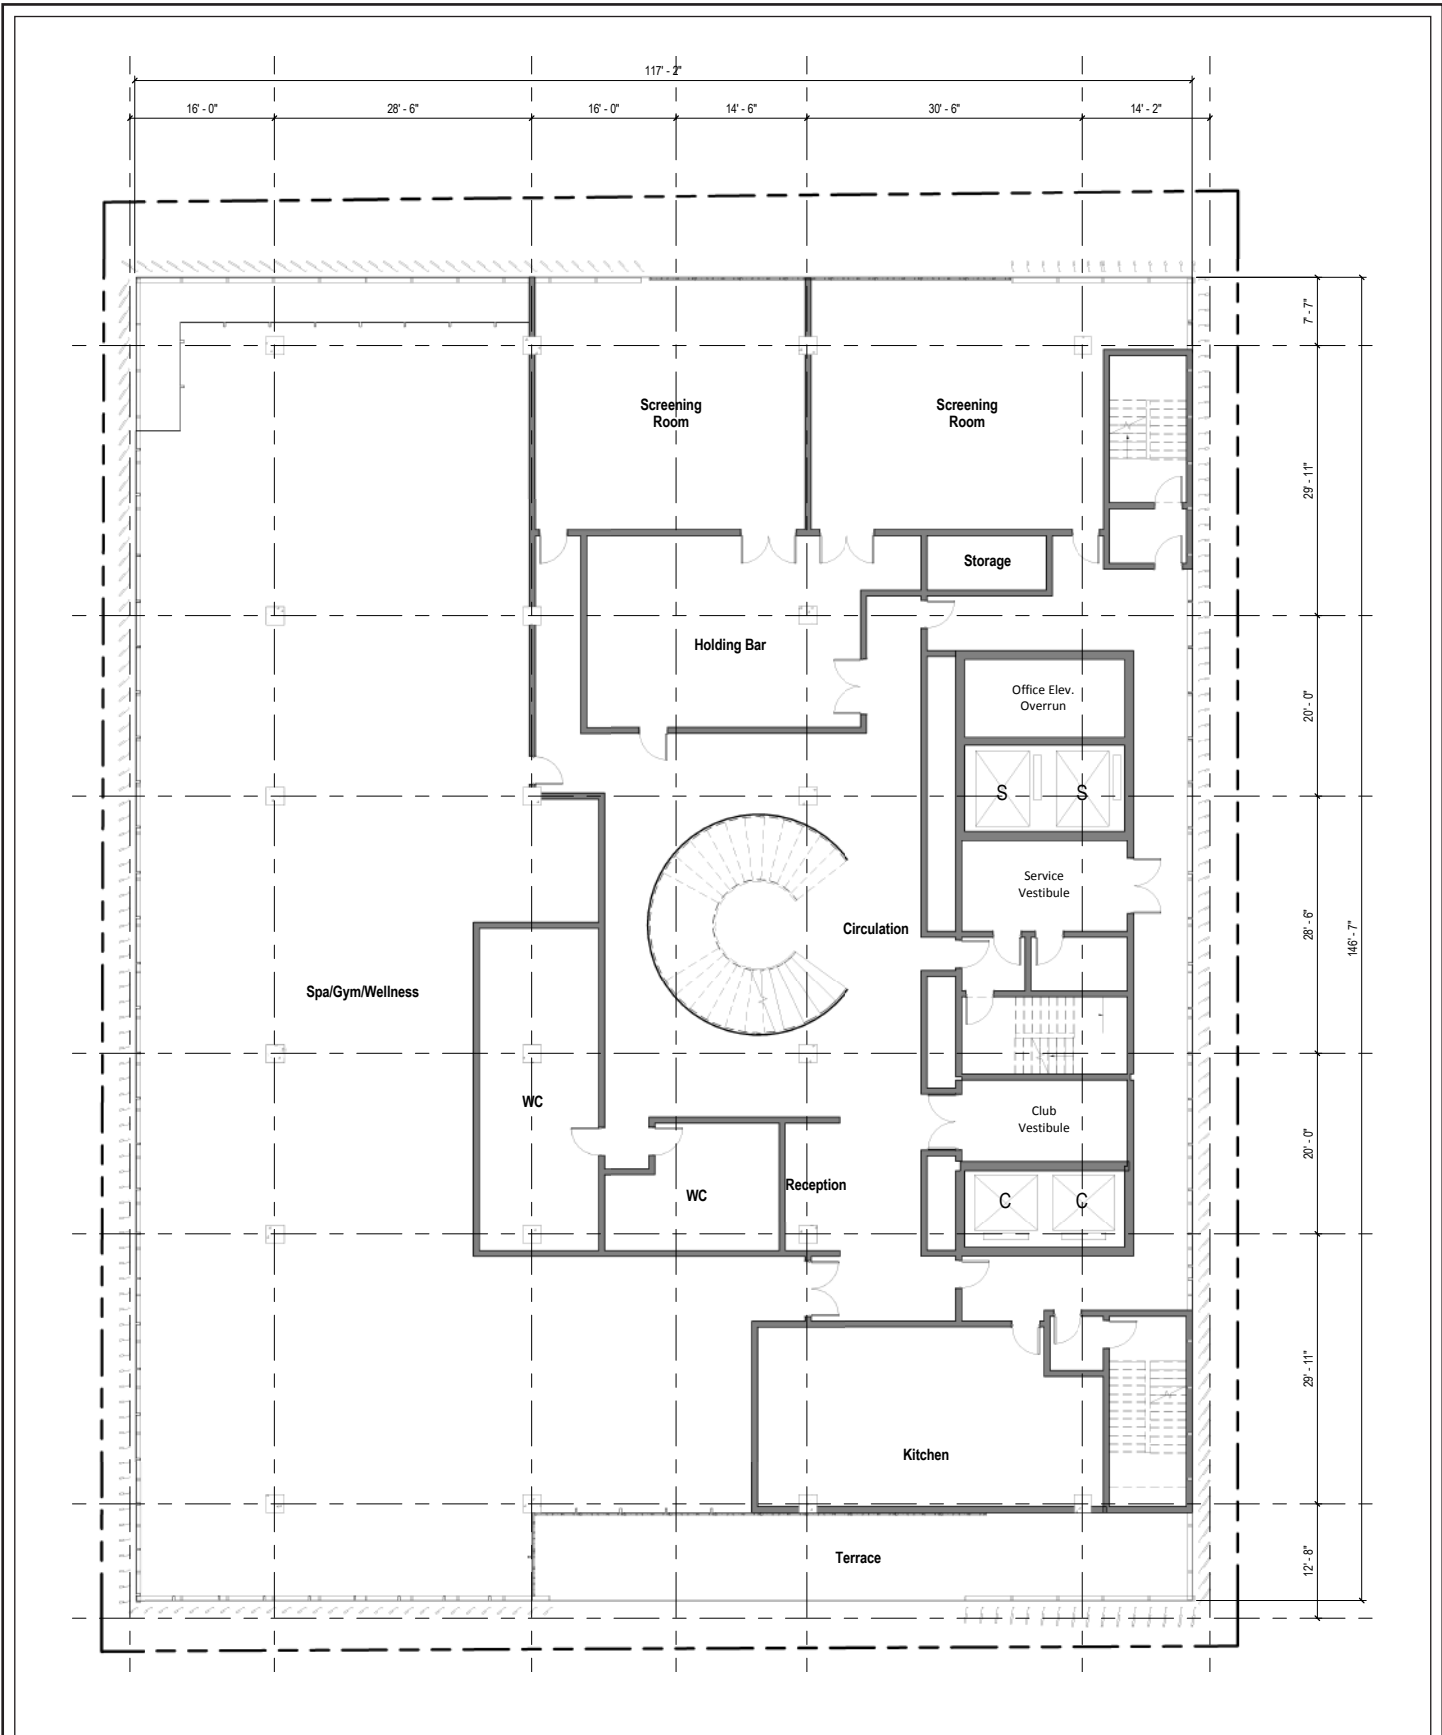 117' - 2"
16' - 0"
28' - 6"
16' - 0"
14' - 6"
30' - 6"
14' - 2"
7' - 7"
Screening
Room
Screening
Room
29' - 11"
Storage
Holding Bar
Office Elev.
Overrun
20' - 0"
S
S
Service
Vestibule
Circulation
28' - 6"
146' - 7"
Spa/Gym/Wellness
WC
Club
Vestibule
20' - 0"
Reception
WC
C
C
29' - 11"
Kitchen
Terrace
12' - 8"